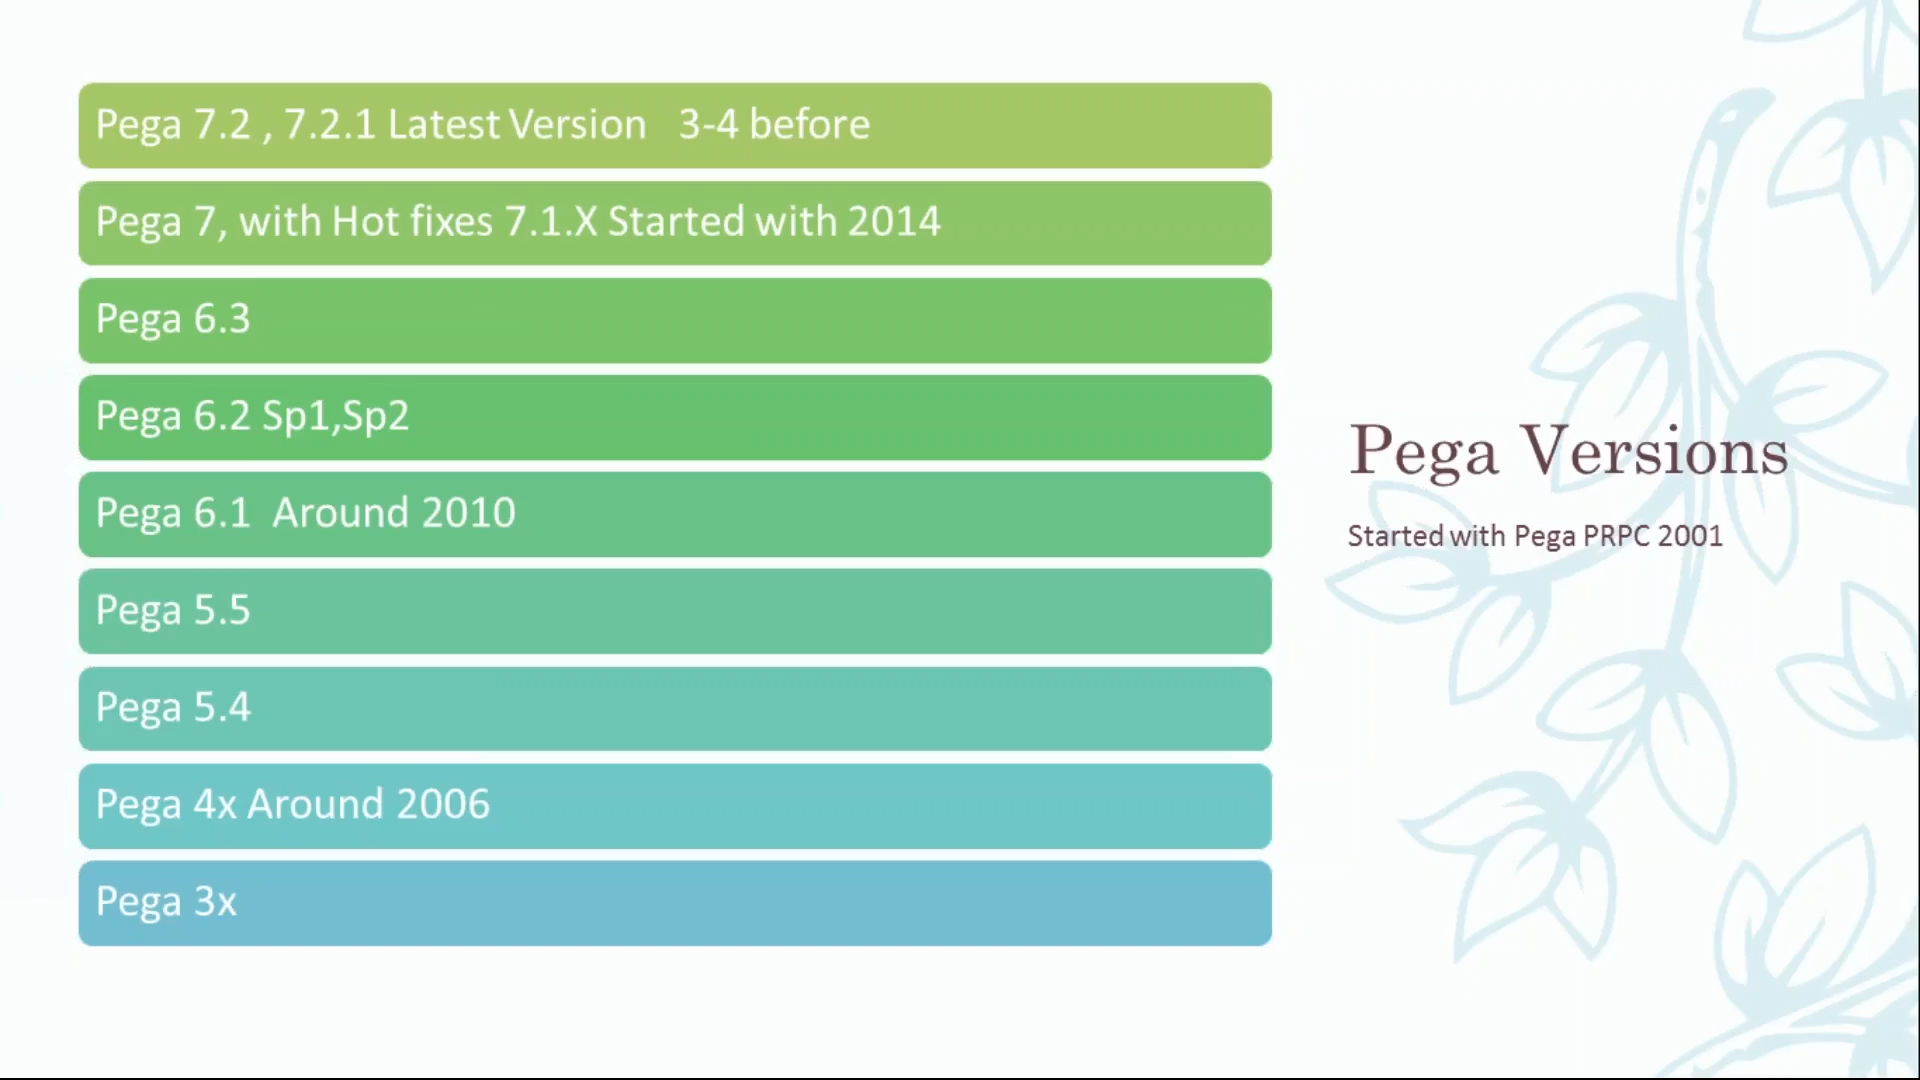 Pega 7.2 , 7.2.1 Latest Version 3-4 before
Pega 7, with Hot fixes 7.1.X Started with 2014
Pega 6.3
Pega 6.2 Sp1,Sp2
Pega 6.1 Around 2010
Pega 5.5
Pega 5.4
Pega 4x Around 2006
Pega 3x
Pega Versions
Started with Pega PRPC 2001